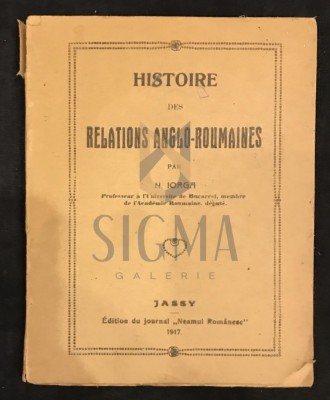 HISTOIRE
DES
RELATIONS ANGLO-ROUMAINES
PAR
N. IORGA
Professeur à l'Université de Bucarest, membre
de l'Académie Roumaine, député.
SIGMA
GALERIE
JASSY
Édition du journal „Neamul Românesc"
1917.